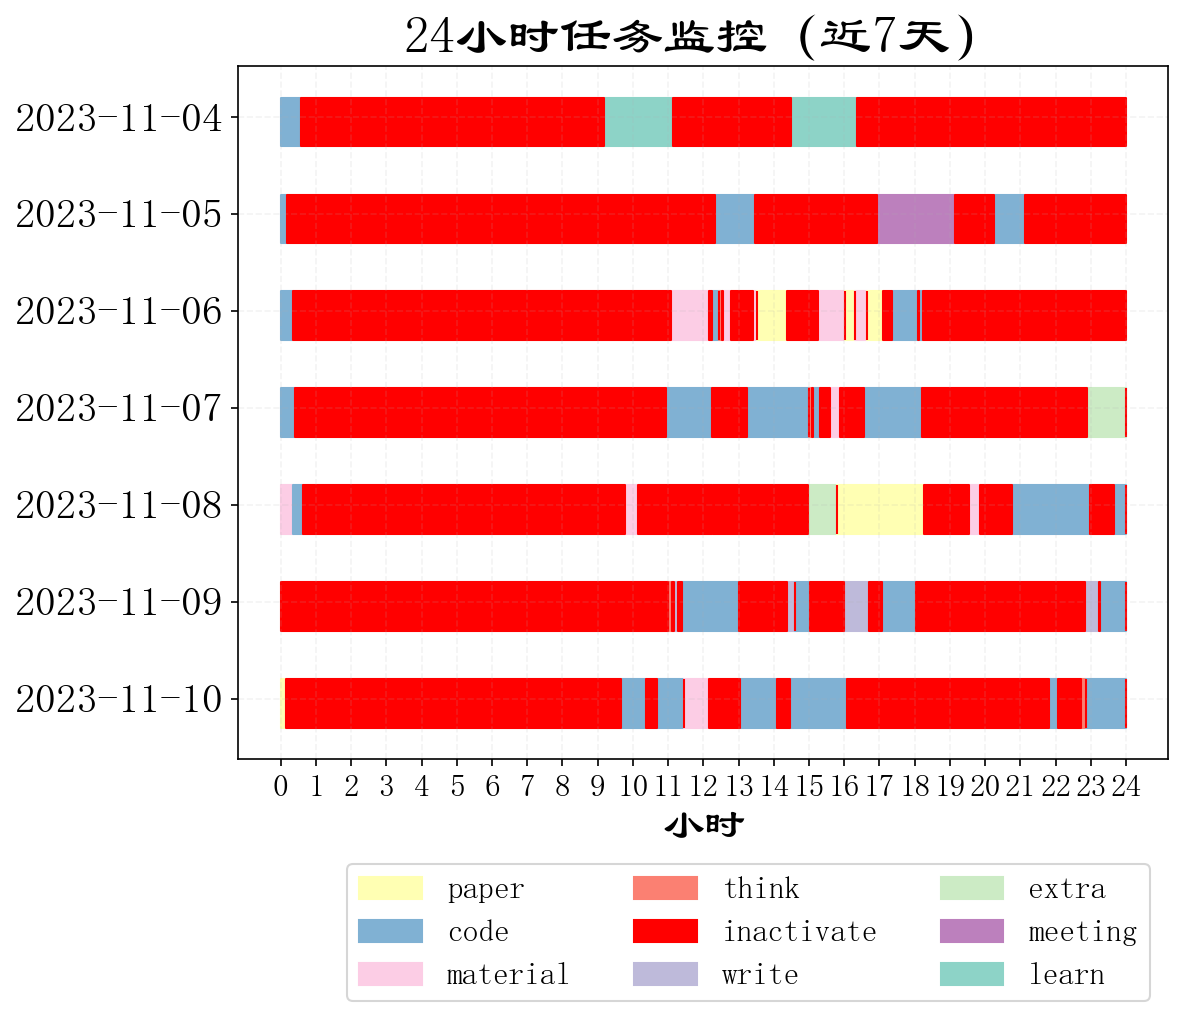 24小时任务监控 (近7天)
2023-11-04
2023-11-05
2023-11-06
2023-11-07
2023-11-08
2023-11-09
2023-11-10
0 1 2 3 4 5 6 7 8 9 10 11 12 13 14 15 16 17 18 19 20 21 22 23 24
小时
paper think extra
code inactivate meeting
material write learn